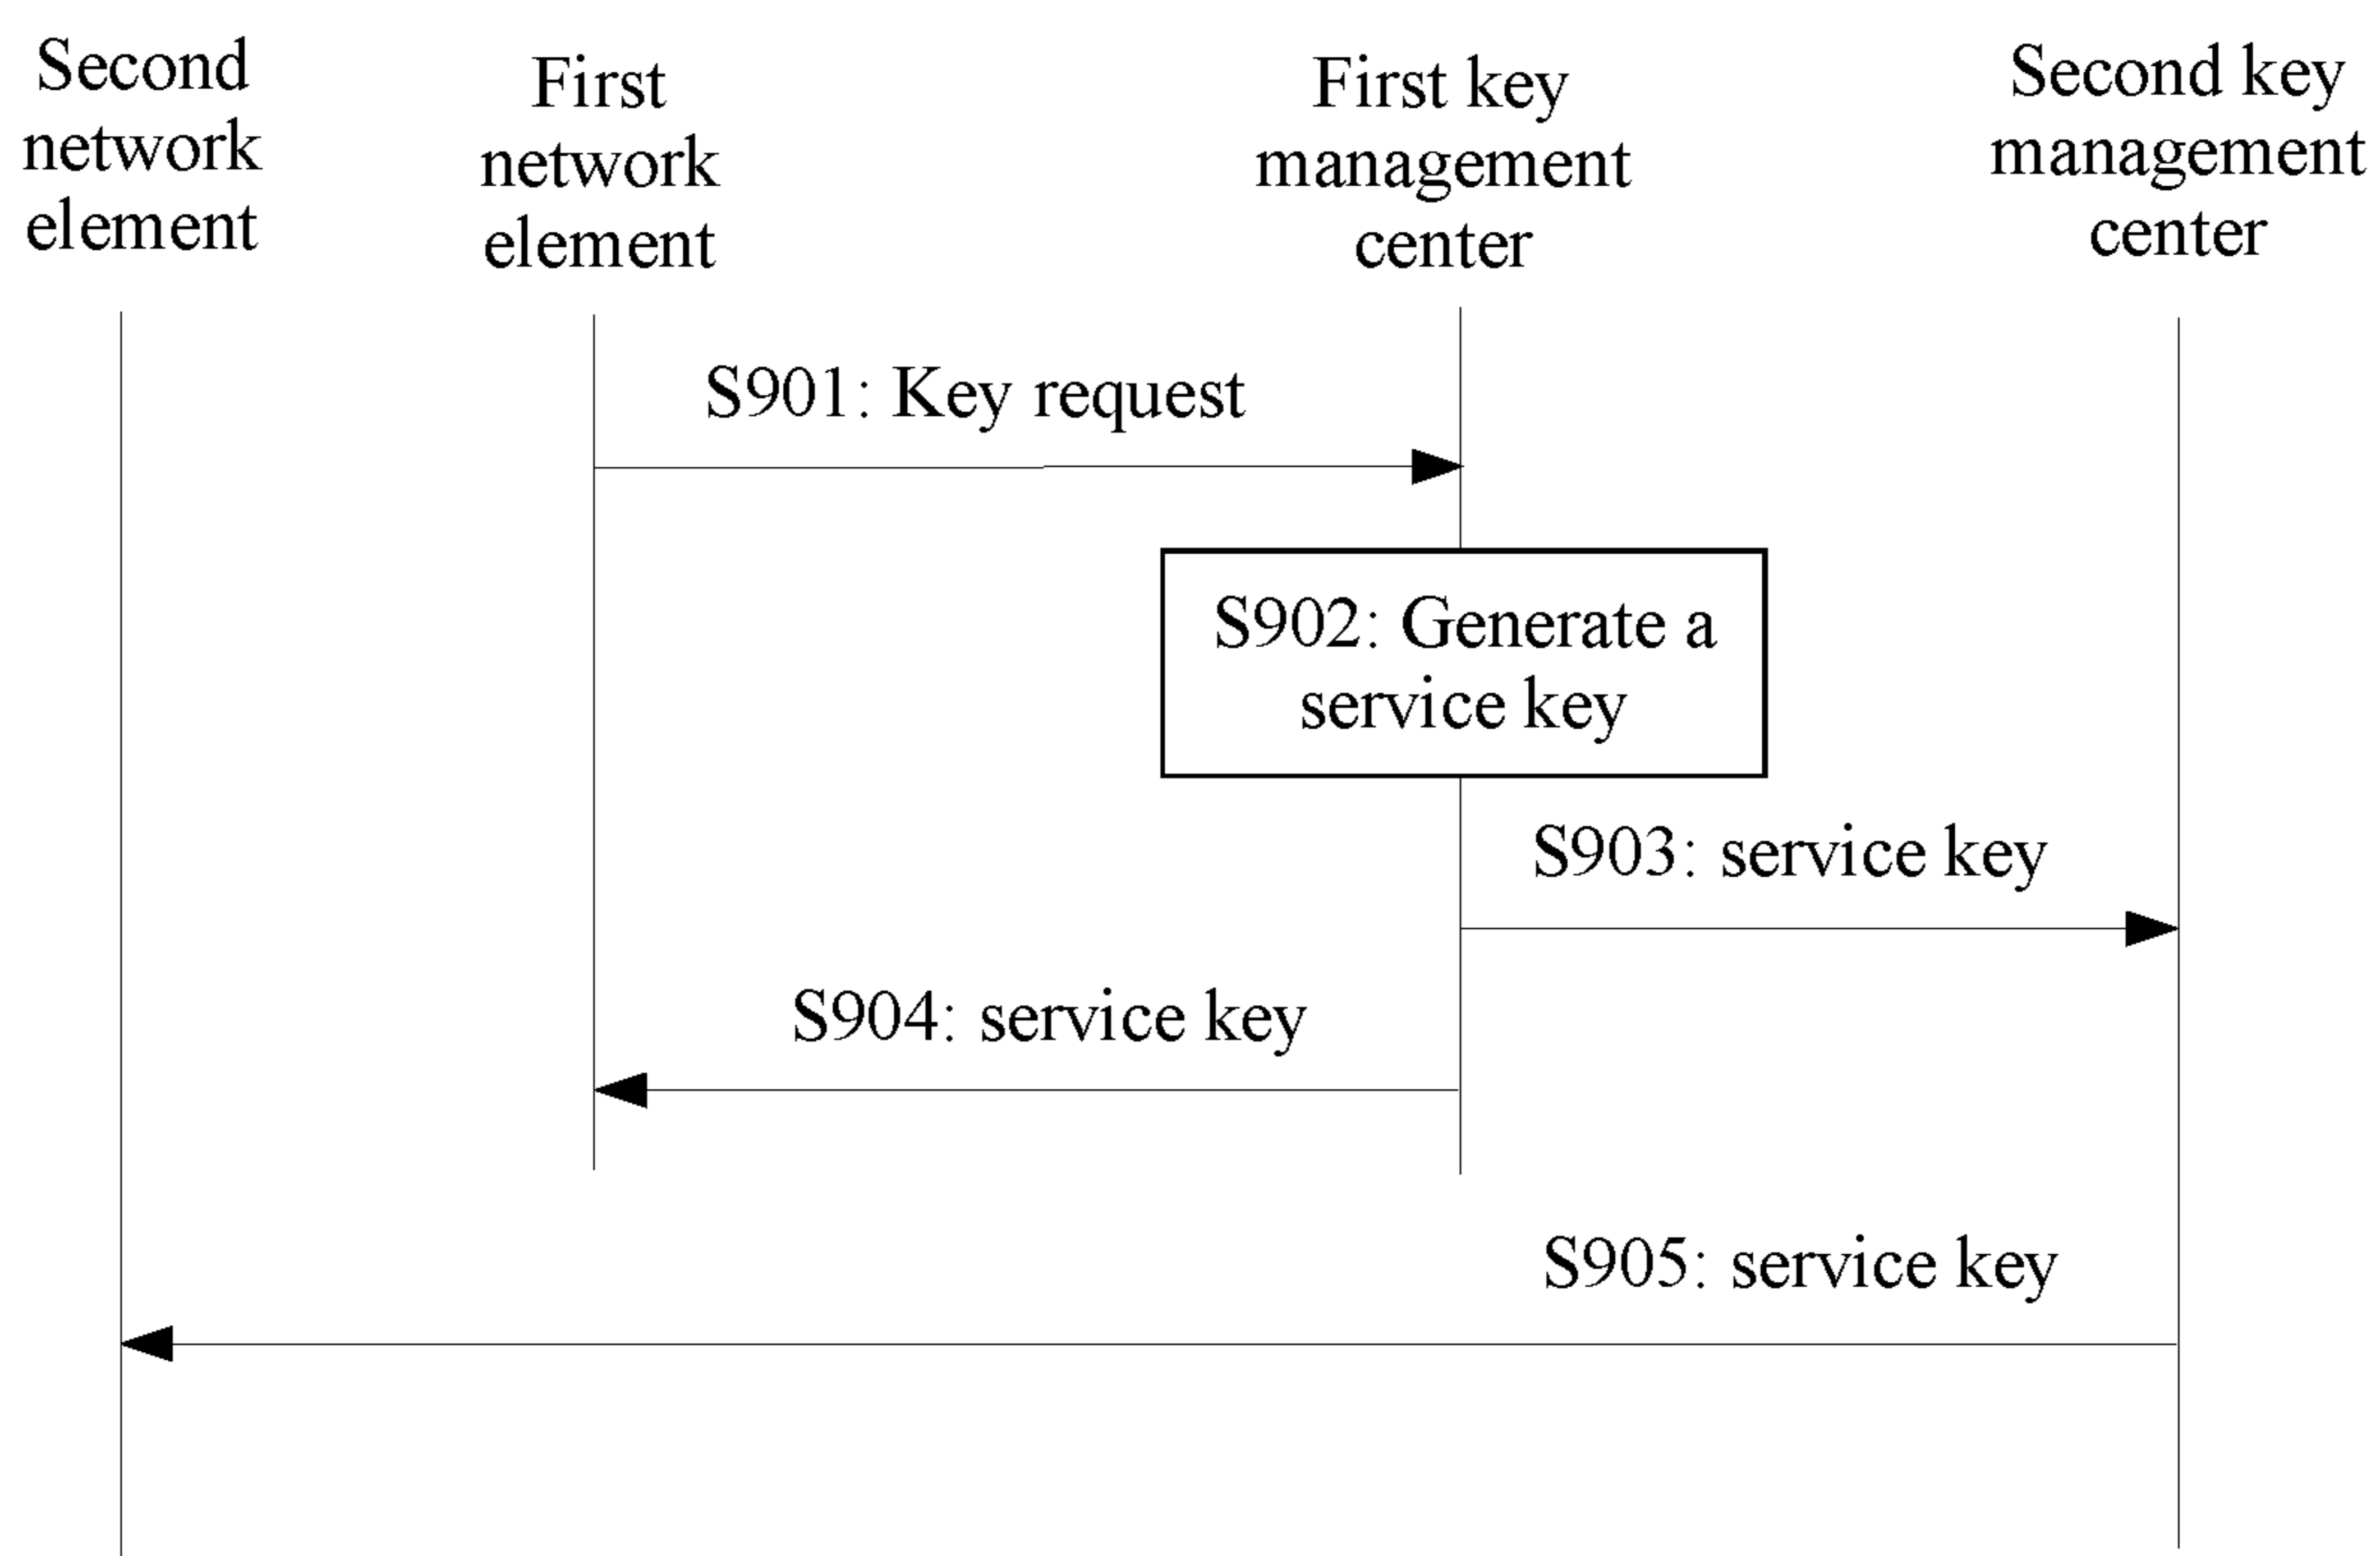 Second
network
element
First
network
element
First key
management
center
Second key
management
center
S901: Key request
S902: Generate a
service key
S903: service key
S904: service key
S905: service key